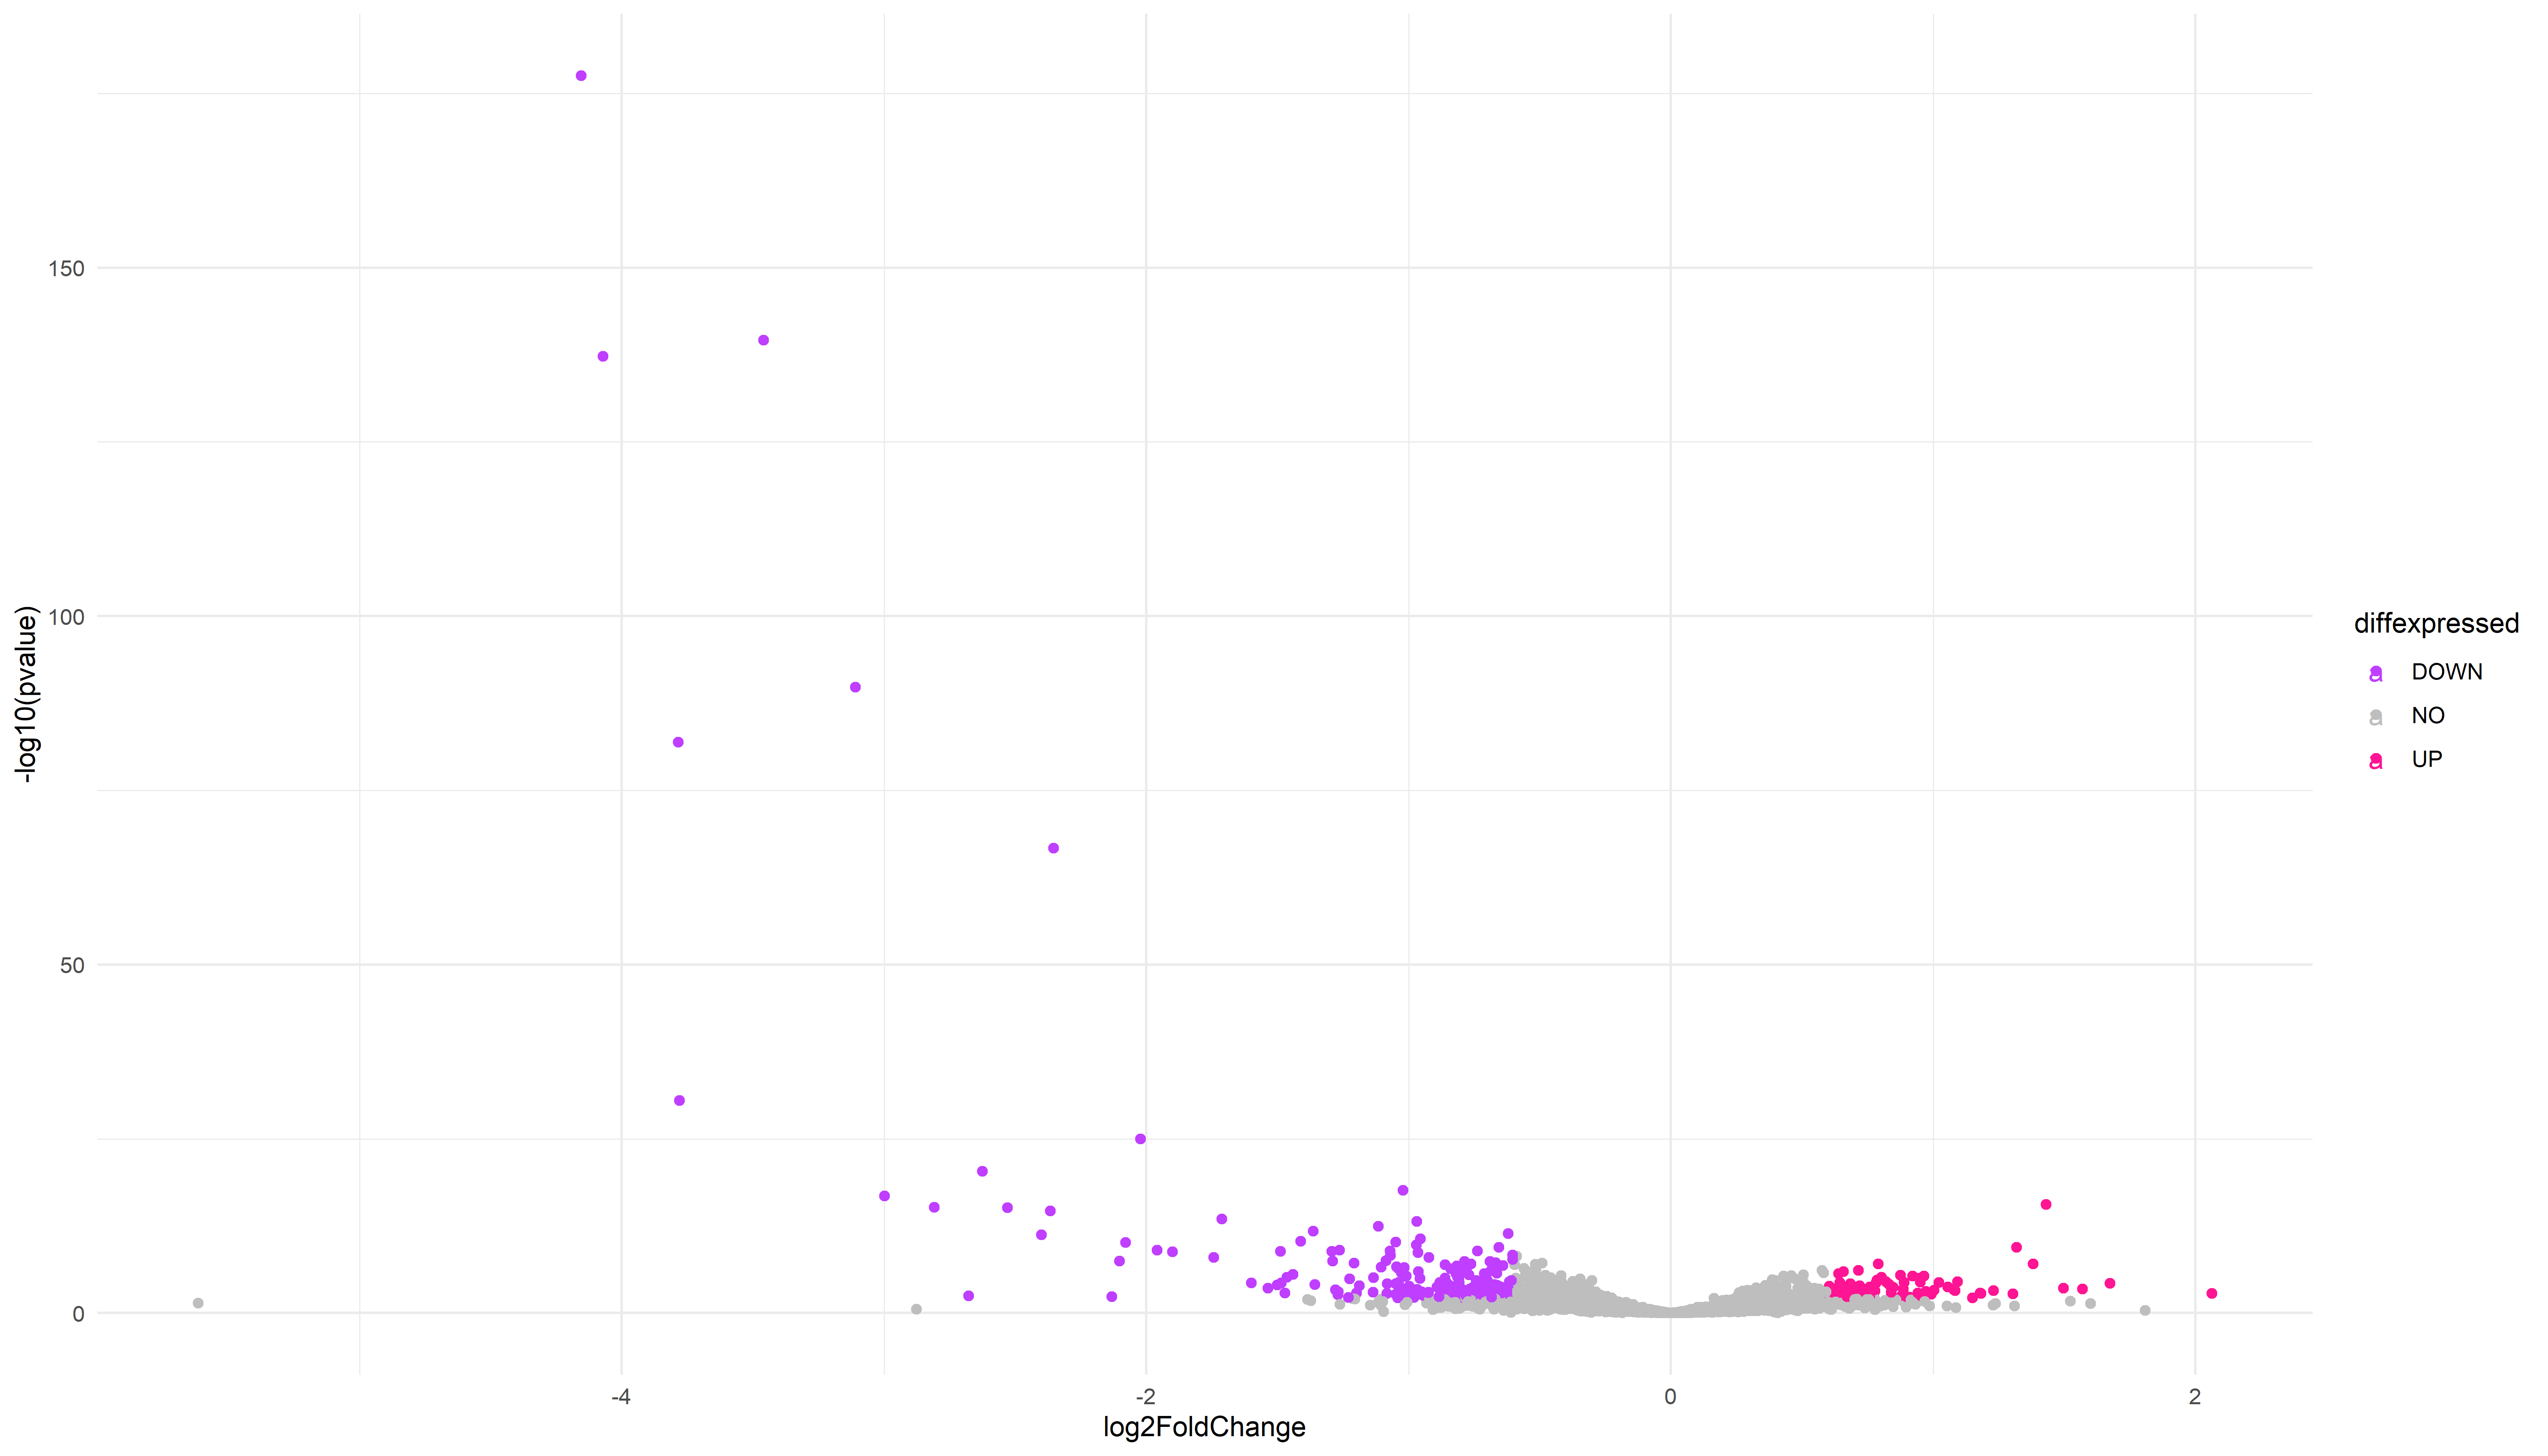 150
100
50
0
-log10(pvalue)
-4
-2
0
2
log2FoldChange
diffexpressed
a DOWN
a NO
a UP